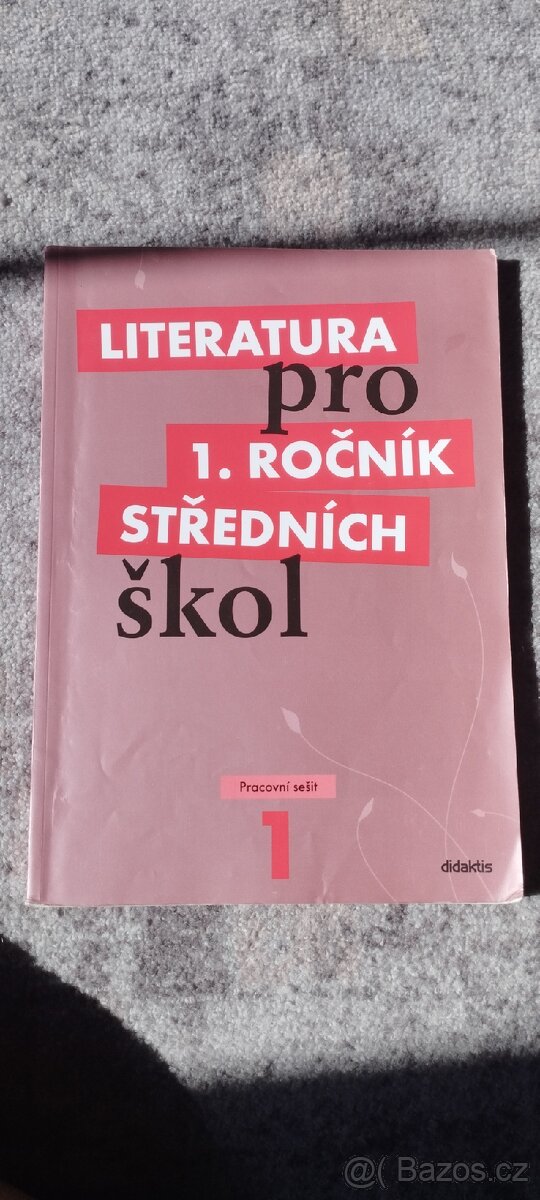 LITERATURA
pro
1. ROČNÍK
STŘEDNÍCH
škol
Pracovní sešit
1
didaktis
@( Bazos.cz